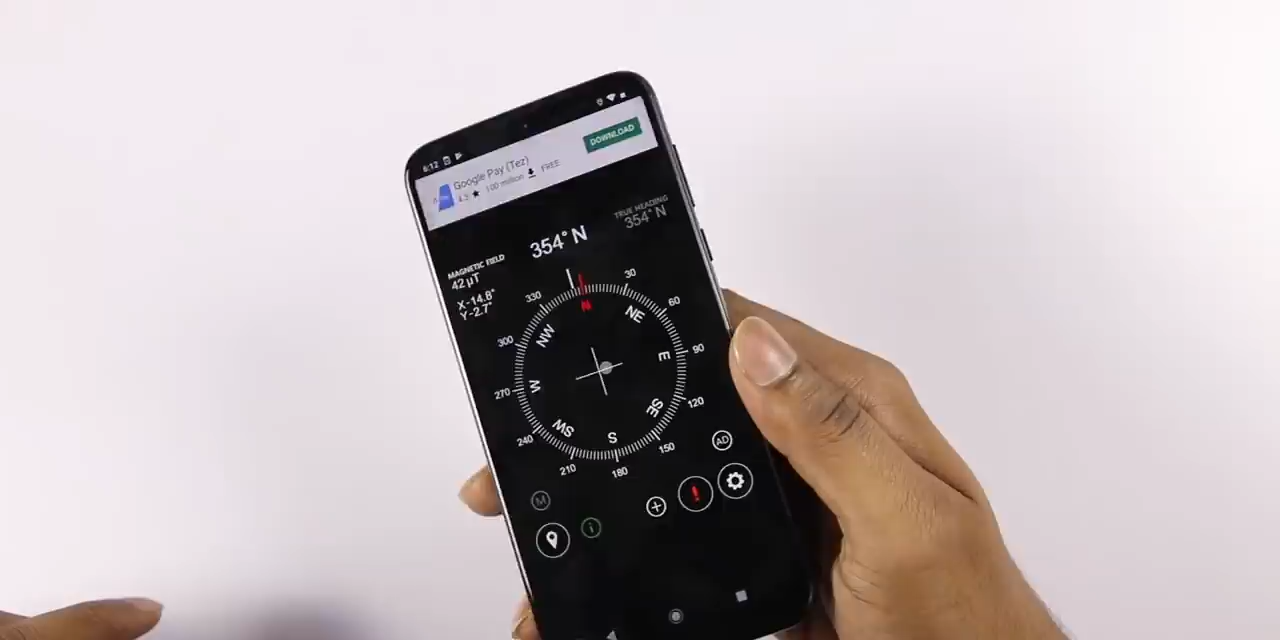 6:12
Google Pay (Tez)
4.3 ★ 100 million FREE
DOWNLOAD
TRUE HEADING
354° N
354° N
MAGNETIC FIELD
42 µT
X-14.8°
Y-2.7°
330
30
N
60
NW
NE
300
90
E
W
270
120
SE
SW
S
240
150
210
180
AD
M
+
!
i